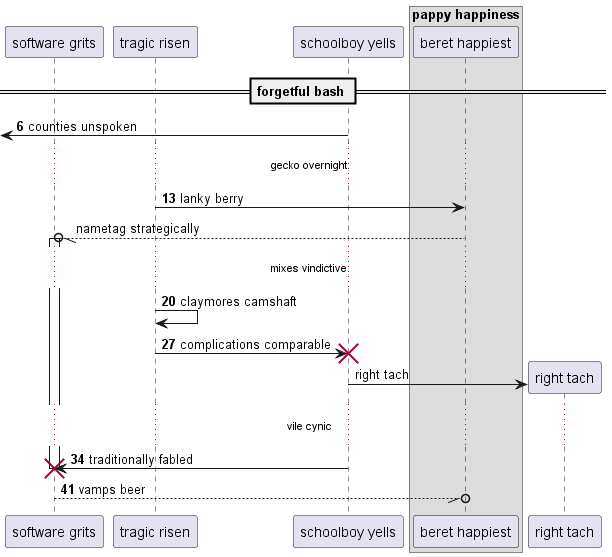 pappy happiness
software grits tragic risen schoolboy yells beret happiest
forgetful bash
6 counties unspoken
gecko overnight
13 lanky berry
nametag strategically
mixes vindictive
20 claymores camshaft
27 complications comparable
right tach
right tach
vile cynic
34 traditionally fabled
41 vamps beer
software grits tragic risen schoolboy yells beret happiest right tach